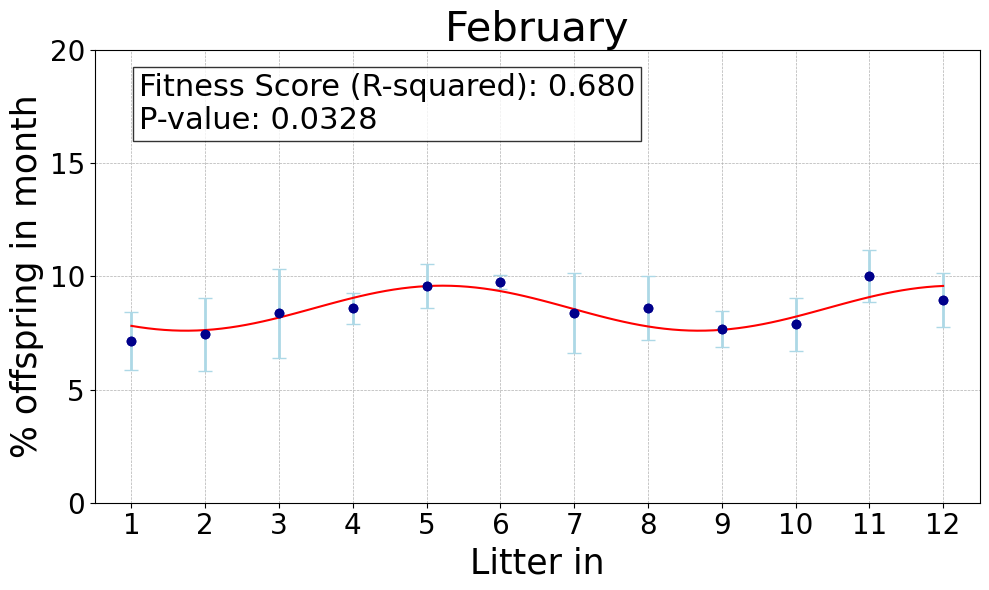 February
Fitness Score (R-squared): 0.680
P-value: 0.0328
% offspring in month
20
15
10
5
0
1 2 3 4 5 6 7 8 9 10 11 12
Litter in